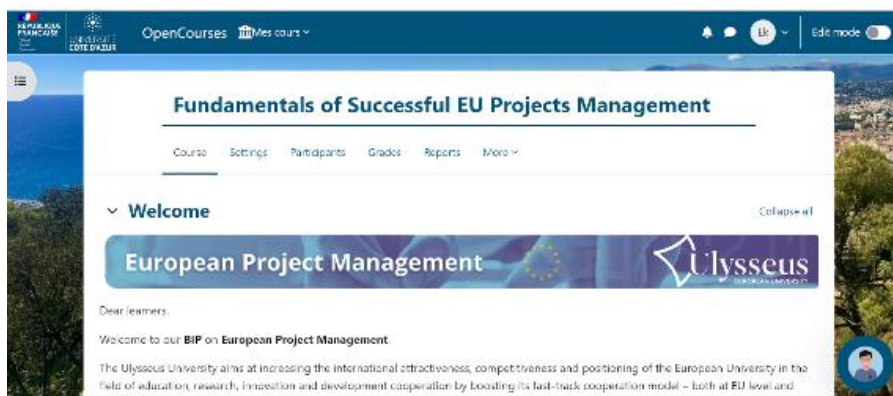 RÉPUBLIQUE
FRANÇAISE
UNIVERSITÉ
CÔTE D'AZUR
OpenCourses Mes cours
Ek
Edit mode
Fundamentals of Successful EU Projects Management
Course Settings Participants Grades Reports More
Welcome
Collapse all
European Project Management
Ulysseus
EUROPEAN UNIVERSITY
Dear learners,
Welcome to our BIP on European Project Management.
The Ulysseus University aims at increasing the international attractiveness, competitiveness and positioning of the European University in the
field of education, research, innovation and development cooperation by boosting its fast-track cooperation model – both at EU level and